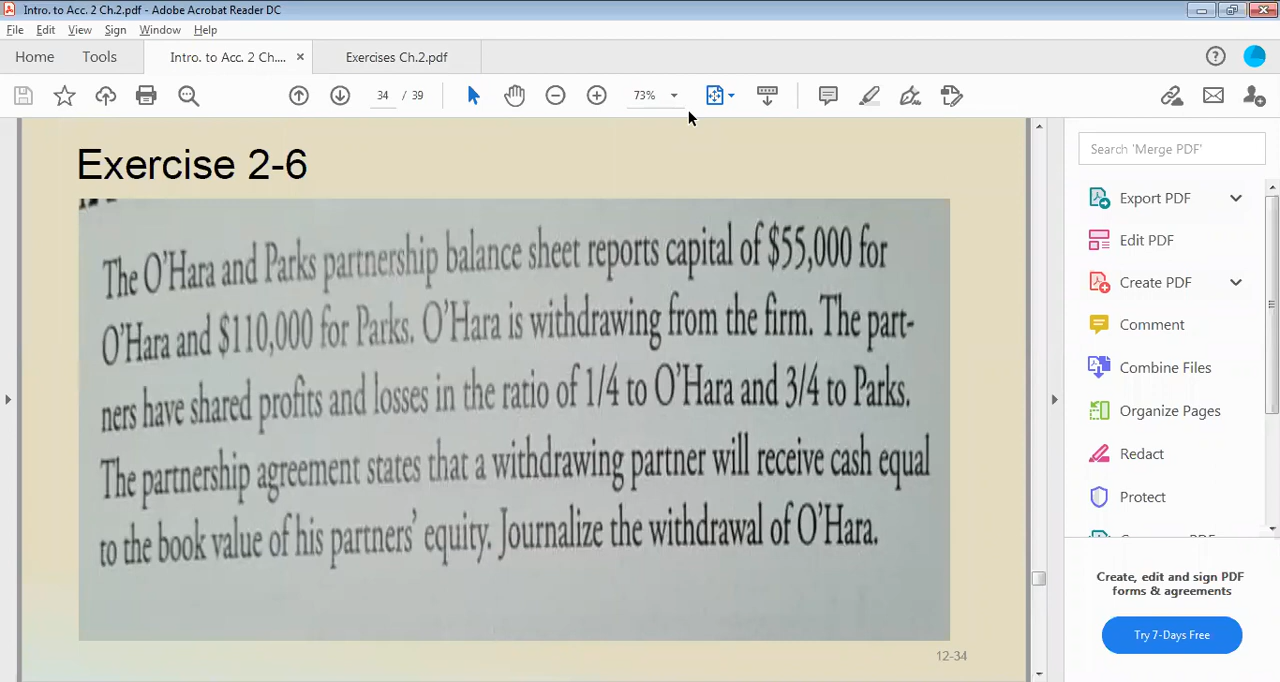 Intro. to Acc. 2 Ch.2.pdf - Adobe Acrobat Reader DC
File Edit View Sign Window Help
Home Tools Intro. to Acc. 2 Ch.... × Exercises Ch.2.pdf
34 / 39 73%
Exercise 2-6
The O'Hara and Parks partnership balance sheet reports capital of $55,000 for
O'Hara and $110,000 for Parks. O'Hara is withdrawing from the firm. The part-
ners have shared profits and losses in the ratio of 1/4 to O'Hara and 3/4 to Parks.
The partnership agreement states that a withdrawing partner will receive cash equal
to the book value of his partners' equity. Journalize the withdrawal of O'Hara.
12-34
Search 'Merge PDF'
Export PDF
Edit PDF
Create PDF
Comment
Combine Files
Organize Pages
Redact
Protect
Create, edit and sign PDF
forms & agreements
Try 7-Days Free